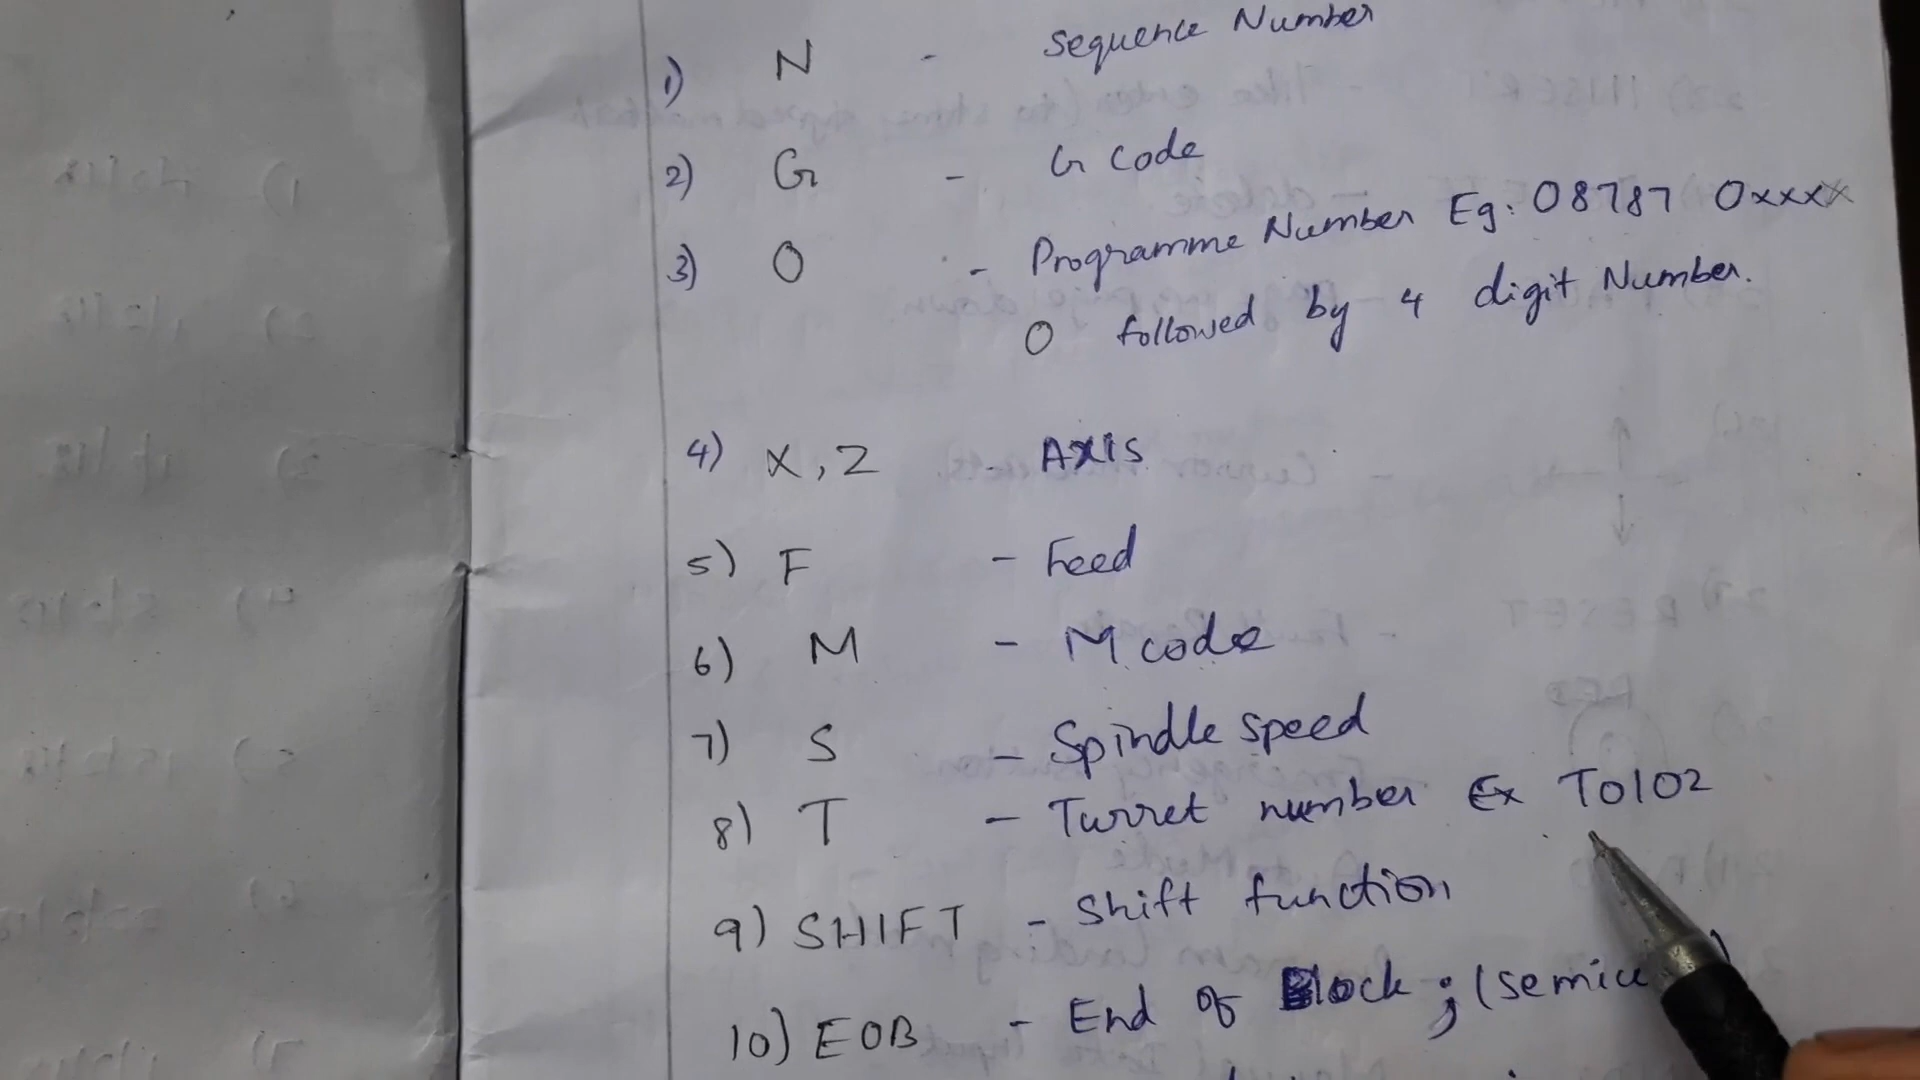 1) N - Sequence Number
2) G - G code
3) O - Programme Number Eg: O8787 Oxxxx
O followed by 4 digit Number.
4) X, Z - AXIS
5) F - Feed
6) M - M code
7) S - Spindle speed
8) T - Turret number Ex T0102
9) SHIFT - Shift function
10) EOB - End of Block ; (semic